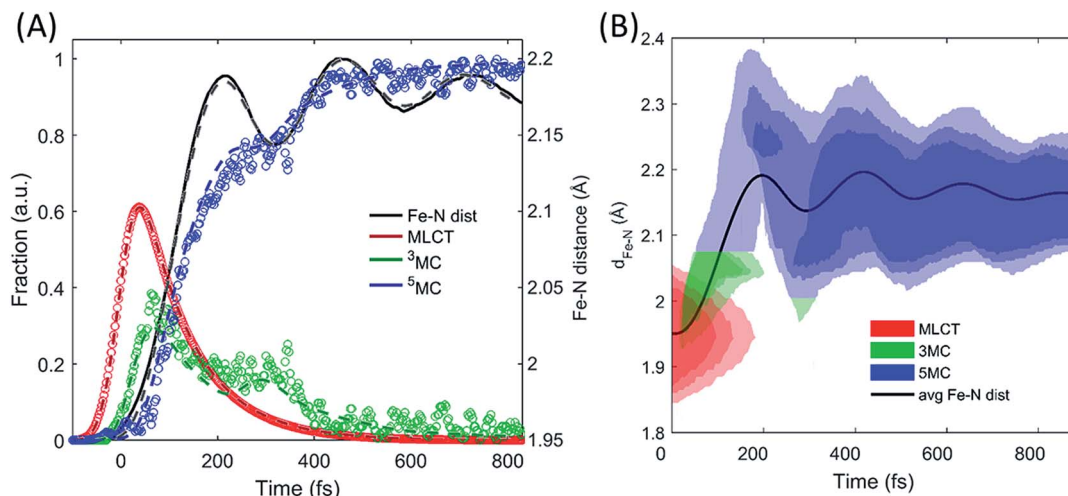 (A)
Fraction (a.u.)
1
0.8
0.6
0.4
0.2
0
0 200 400 600 800
Time (fs)
Fe-N dist
MLCT
³MC
⁵MC
2.2
2.15
2.1
2.05
2
1.95
Fe-N distance (Å)
(B)
d_Fe-N (Å)
2.4
2.3
2.2
2.1
2
1.9
1.8
0 200 400 600 800
Time (fs)
MLCT
3MC
5MC
avg Fe-N dist